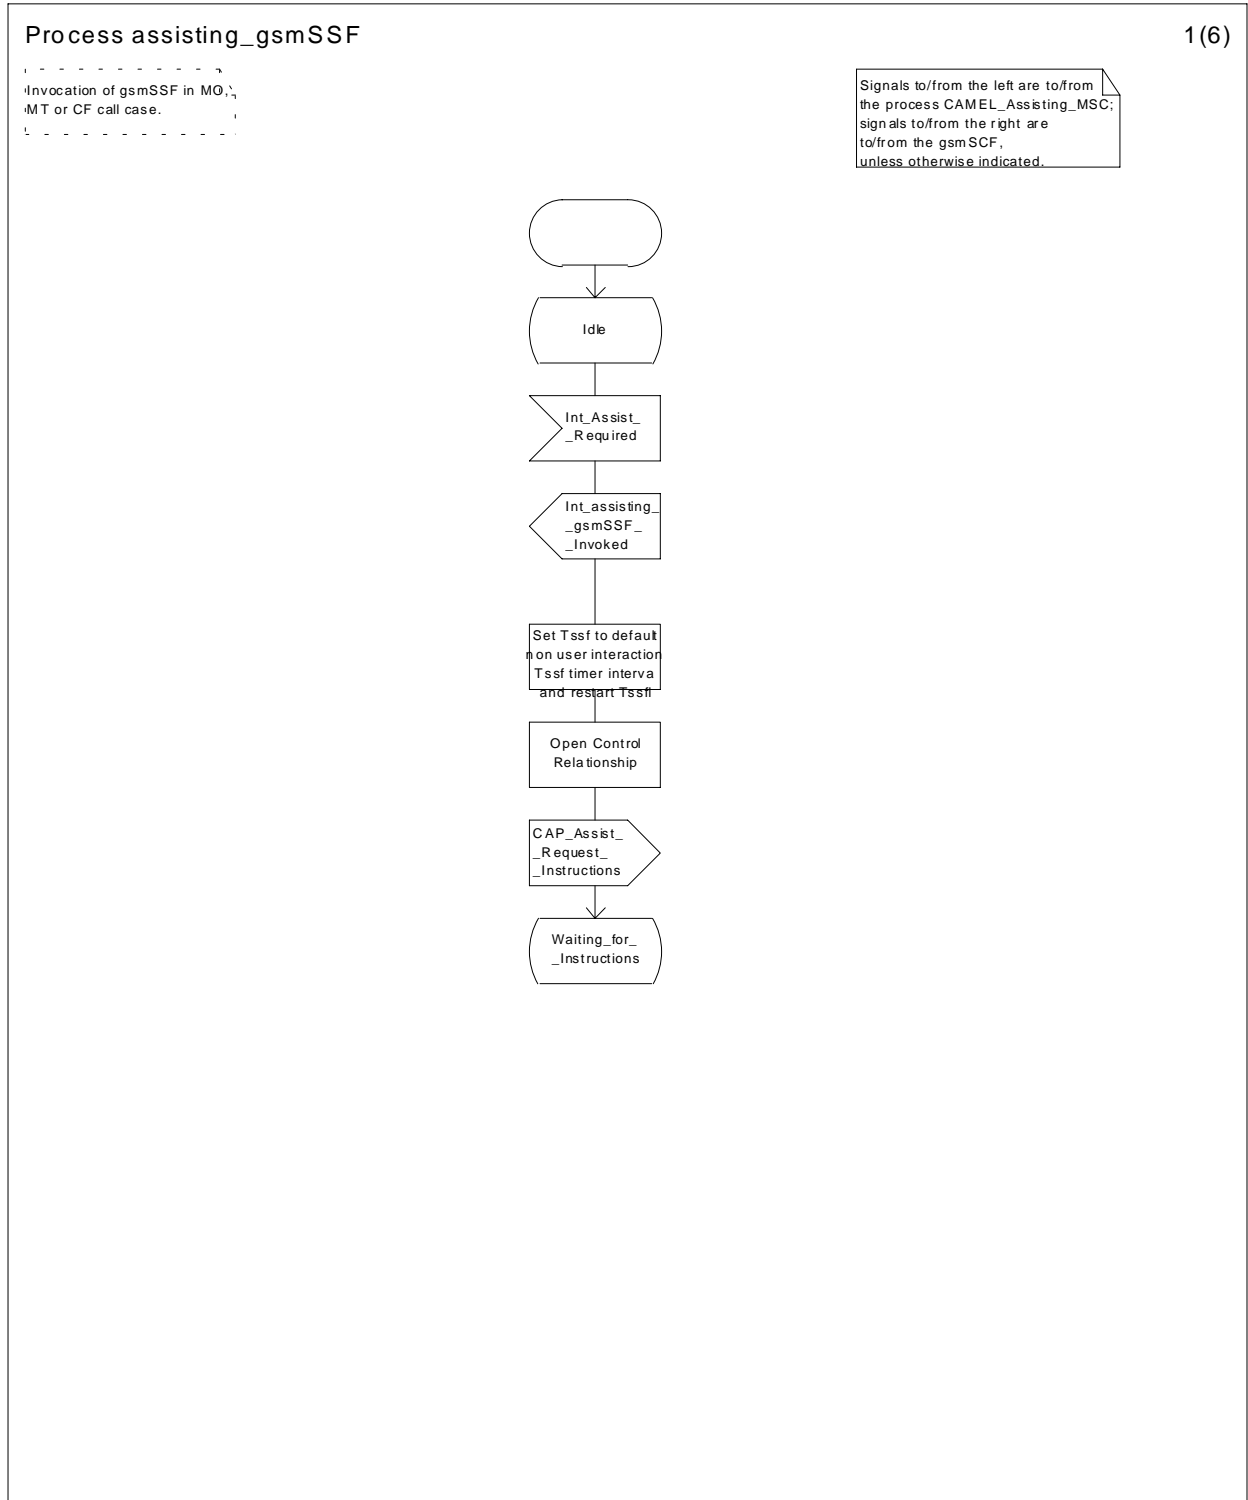 Process assisting_gsmSSF
1(6)
Invocation of gsmSSF in MO,
MT or CF call case.
Signals to/from the left are to/from
the process CAMEL_Assisting_MSC;
signals to/from the right are
to/from the gsmSCF,
unless otherwise indicated.
Idle
Int_Assist_
_Required
Int_assisting_
_gsmSSF_
_Invoked
Set Tssf to default
non user interaction
Tssf timer interva
and restart Tssfl
Open Control
Relationship
CAP_Assist_
_Request_
_Instructions
Waiting_for_
_Instructions